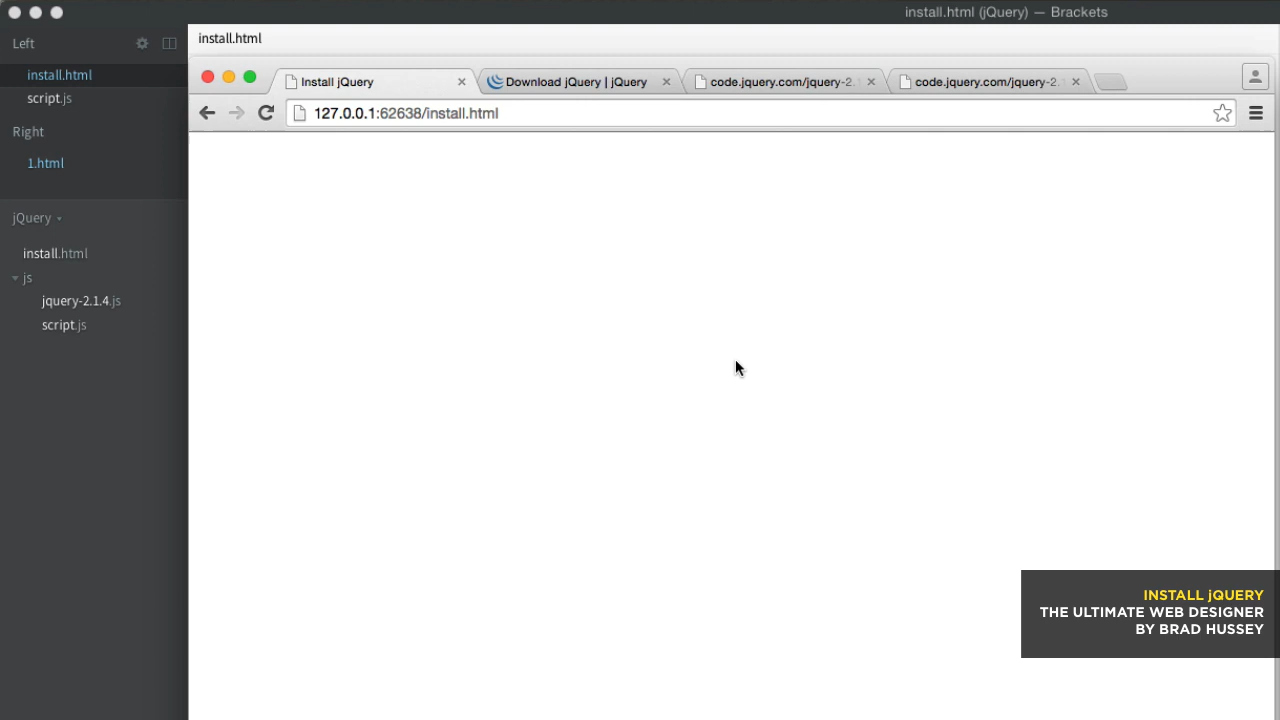 install.html (jQuery) — Brackets
Left
install.html
script.js
Right
1.html
jQuery
install.html
js
jquery-2.1.4.js
script.js
install.html
Install jQuery
Download jQuery | jQuery
code.jquery.com/jquery-2.
code.jquery.com/jquery-2.1
127.0.0.1:62638/install.html
INSTALL jQUERY
THE ULTIMATE WEB DESIGNER
BY BRAD HUSSEY